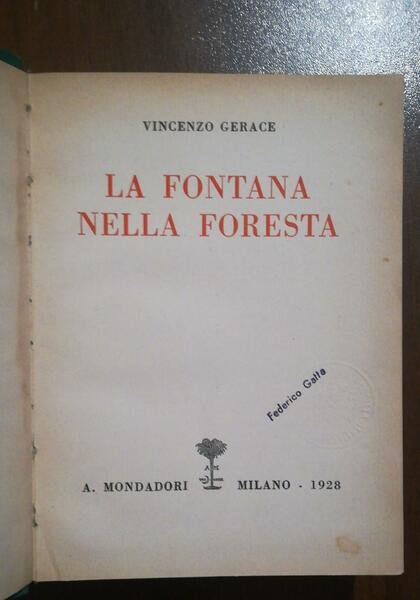 VINCENZO GERACE
LA FONTANA
NELLA FORESTA
Federico Galla
A. MONDADORI MILANO - 1928